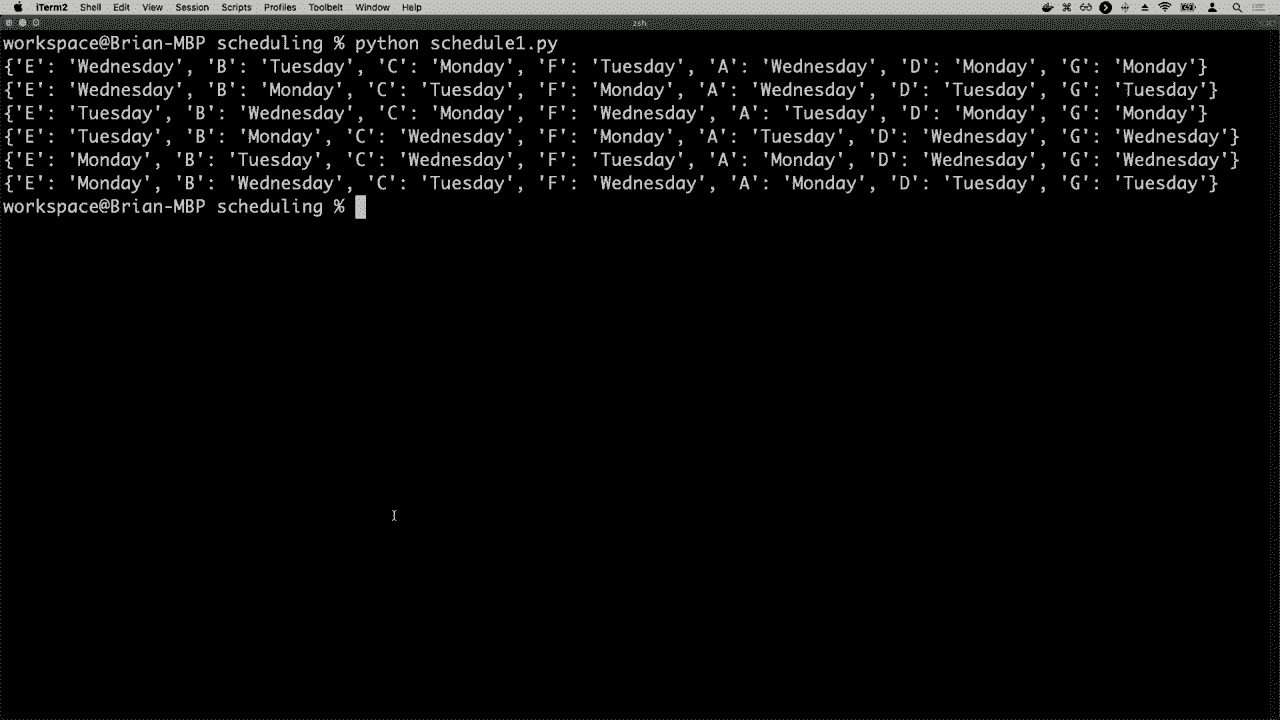 iTerm2 Shell Edit View Session Scripts Profiles Toolbelt Window Help
zsh
workspace@Brian-MBP scheduling % python schedule1.py
{'E': 'Wednesday', 'B': 'Tuesday', 'C': 'Monday', 'F': 'Tuesday', 'A': 'Wednesday', 'D': 'Monday', 'G': 'Monday'}
{'E': 'Wednesday', 'B': 'Monday', 'C': 'Tuesday', 'F': 'Monday', 'A': 'Wednesday', 'D': 'Tuesday', 'G': 'Tuesday'}
{'E': 'Tuesday', 'B': 'Wednesday', 'C': 'Monday', 'F': 'Wednesday', 'A': 'Tuesday', 'D': 'Monday', 'G': 'Monday'}
{'E': 'Tuesday', 'B': 'Monday', 'C': 'Wednesday', 'F': 'Monday', 'A': 'Tuesday', 'D': 'Wednesday', 'G': 'Wednesday'}
{'E': 'Monday', 'B': 'Tuesday', 'C': 'Wednesday', 'F': 'Tuesday', 'A': 'Monday', 'D': 'Wednesday', 'G': 'Wednesday'}
{'E': 'Monday', 'B': 'Wednesday', 'C': 'Tuesday', 'F': 'Wednesday', 'A': 'Monday', 'D': 'Tuesday', 'G': 'Tuesday'}
workspace@Brian-MBP scheduling %